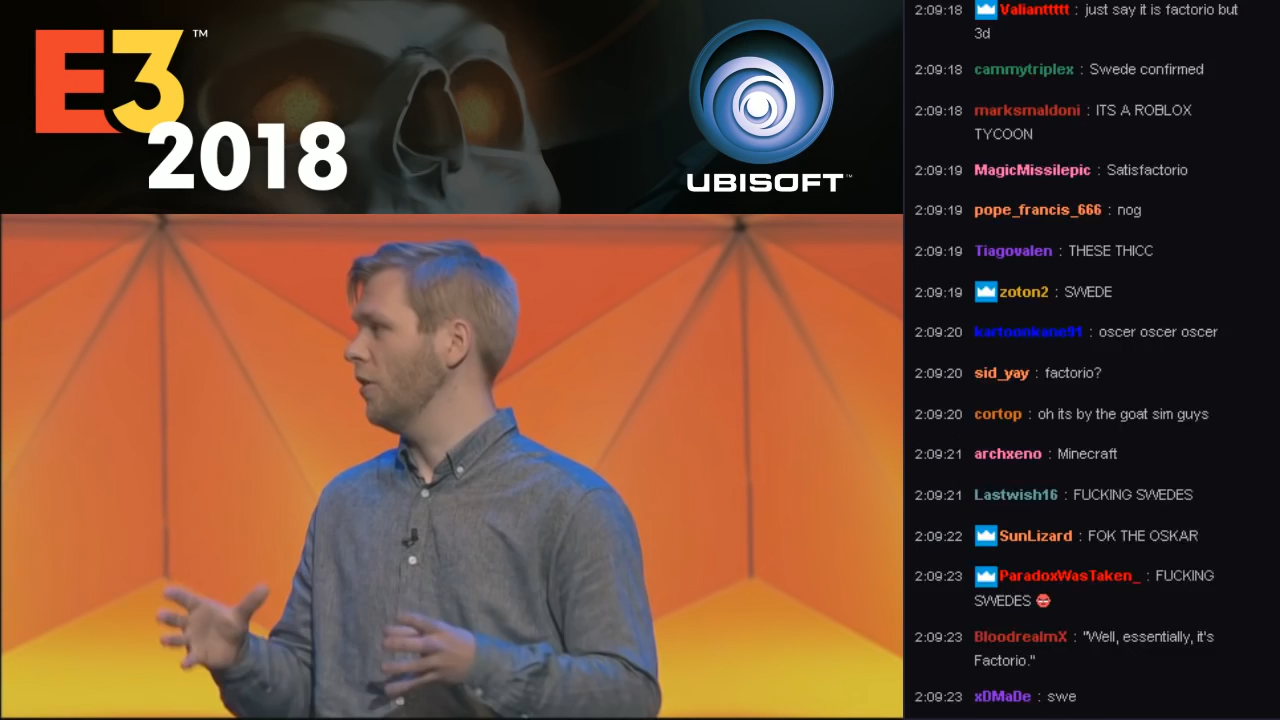 E3™
2018
UBISOFT™
2:09:18 Valianttttt : just say it is factorio but
3d
2:09:18 cammytriplex : Swede confirmed
2:09:18 marksmaldoni : ITS A ROBLOX
TYCOON
2:09:19 MagicMissilepic : Satisfactorio
2:09:19 pope_francis_666 : nog
2:09:19 Tiagovalen : THESE THICC
2:09:19 zoton2 : SWEDE
2:09:20 kartoonkane91 : oscer oscer oscer
2:09:20 sid_yay : factorio?
2:09:20 cortop : oh its by the goat sim guys
2:09:21 archxeno : Minecraft
2:09:21 Lastwish16 : FUCKING SWEDES
2:09:22 SunLizard : FOK THE OSKAR
2:09:23 ParadoxWasTaken_ : FUCKING
SWEDES
2:09:23 BloodrealmX : "Well, essentially, it's
Factorio."
2:09:23 xDMaDe : swe